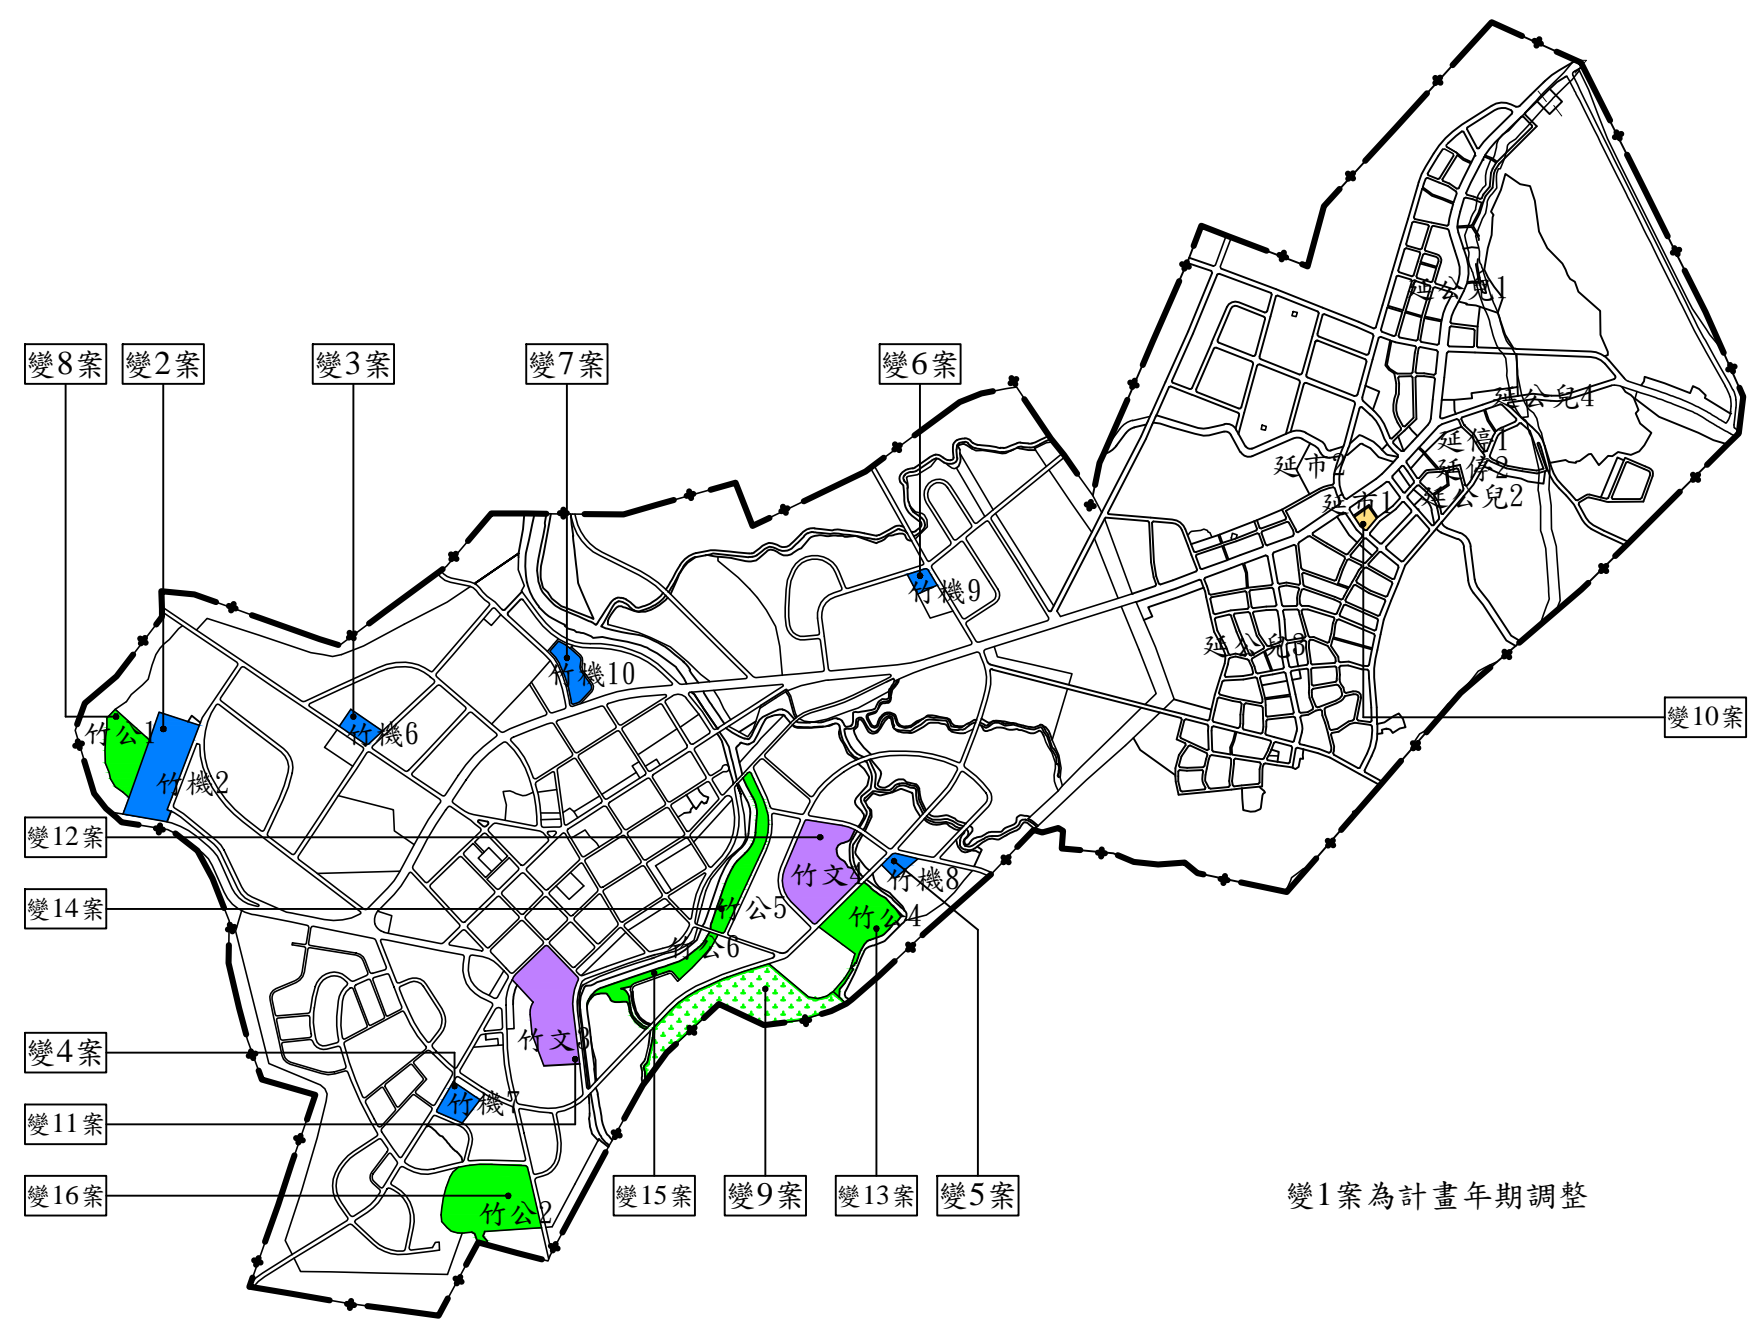 延公兒1
變8案
變2案
變3案
變7案
變6案
延公兒4
延停1
延市2
延停2
延市1
延公兒2
竹機9
延公兒3
竹機10
變10案
竹公1
竹機6
竹機2
變12案
竹文4
竹機8
變14案
竹公5
竹公4
竹公6
竹文3
變4案
竹機7
變11案
變16案
變15案
變9案
變13案
變5案
變1案為計畫年期調整
竹公2